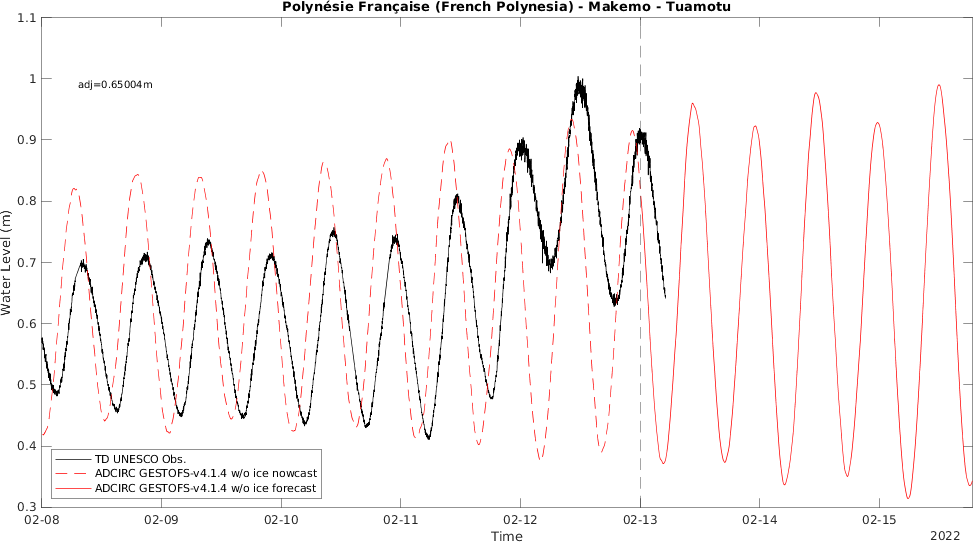 Polynésie Française (French Polynesia) - Makemo - Tuamotu
1.1
1
0.9
0.8
0.7
0.6
0.5
0.4
0.3
Water Level (m)
adj=0.65004m
TD UNESCO Obs.
ADCIRC GESTOFS-v4.1.4 w/o ice nowcast
ADCIRC GESTOFS-v4.1.4 w/o ice forecast
02-08 02-09 02-10 02-11 02-12 02-13 02-14 02-15
Time
2022